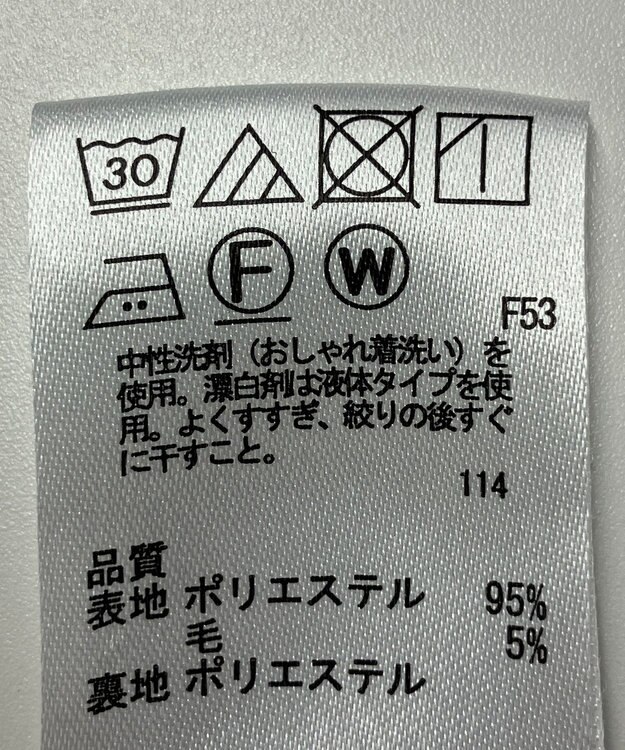 30
F W
F53
中性洗剤（おしゃれ着洗い）を
使用。漂白剤は液体タイプを使
用。よくすすぎ、絞りの後すぐ
に干すこと。
114
品質
表地 ポリエステル 95%
毛 5%
裏地 ポリエステル